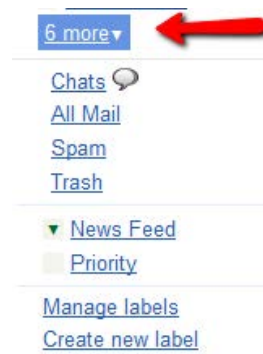 6 more▼
Chats
All Mail
Spam
Trash
▼ News Feed
Priority
Manage labels
Create new label